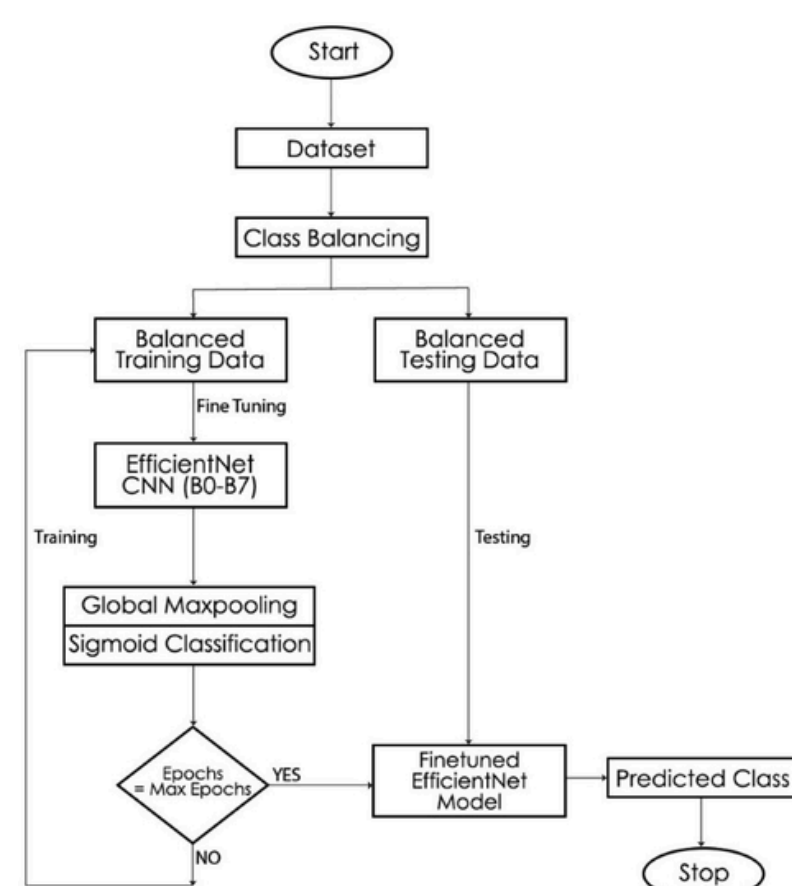 Start
Dataset
Class Balancing
Balanced
Training Data
Balanced
Testing Data
Fine Tuning
EfficientNet
CNN (B0-B7)
Training
Testing
Global Maxpooling
Sigmoid Classification
Epochs
= Max Epochs
YES
NO
Finetuned
EfficientNet
Model
Predicted Class
Stop